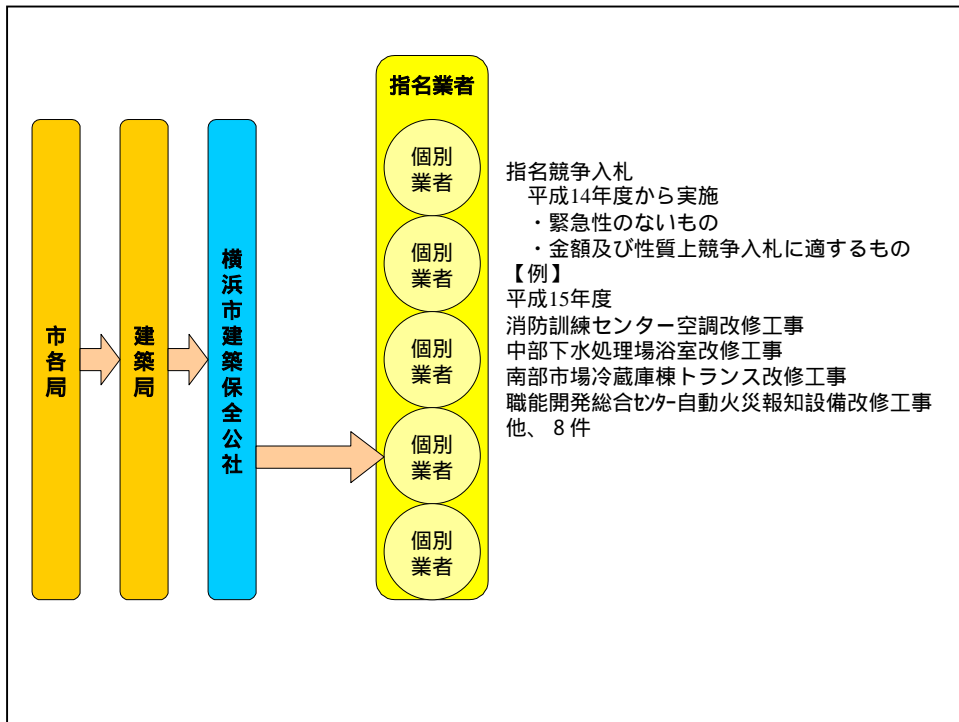 市各局
建築局
横浜市建築保全公社
指名業者
個別
業者
個別
業者
個別
業者
個別
業者
個別
業者
指名競争入札
　平成14年度から実施
　・緊急性のないもの
　・金額及び性質上競争入札に適するもの
【例】
平成15年度
消防訓練センター空調改修工事
中部下水処理場浴室改修工事
南部市場冷蔵庫棟トランス改修工事
職能開発総合ｾﾝﾀｰ自動火災報知設備改修工事
他、８件